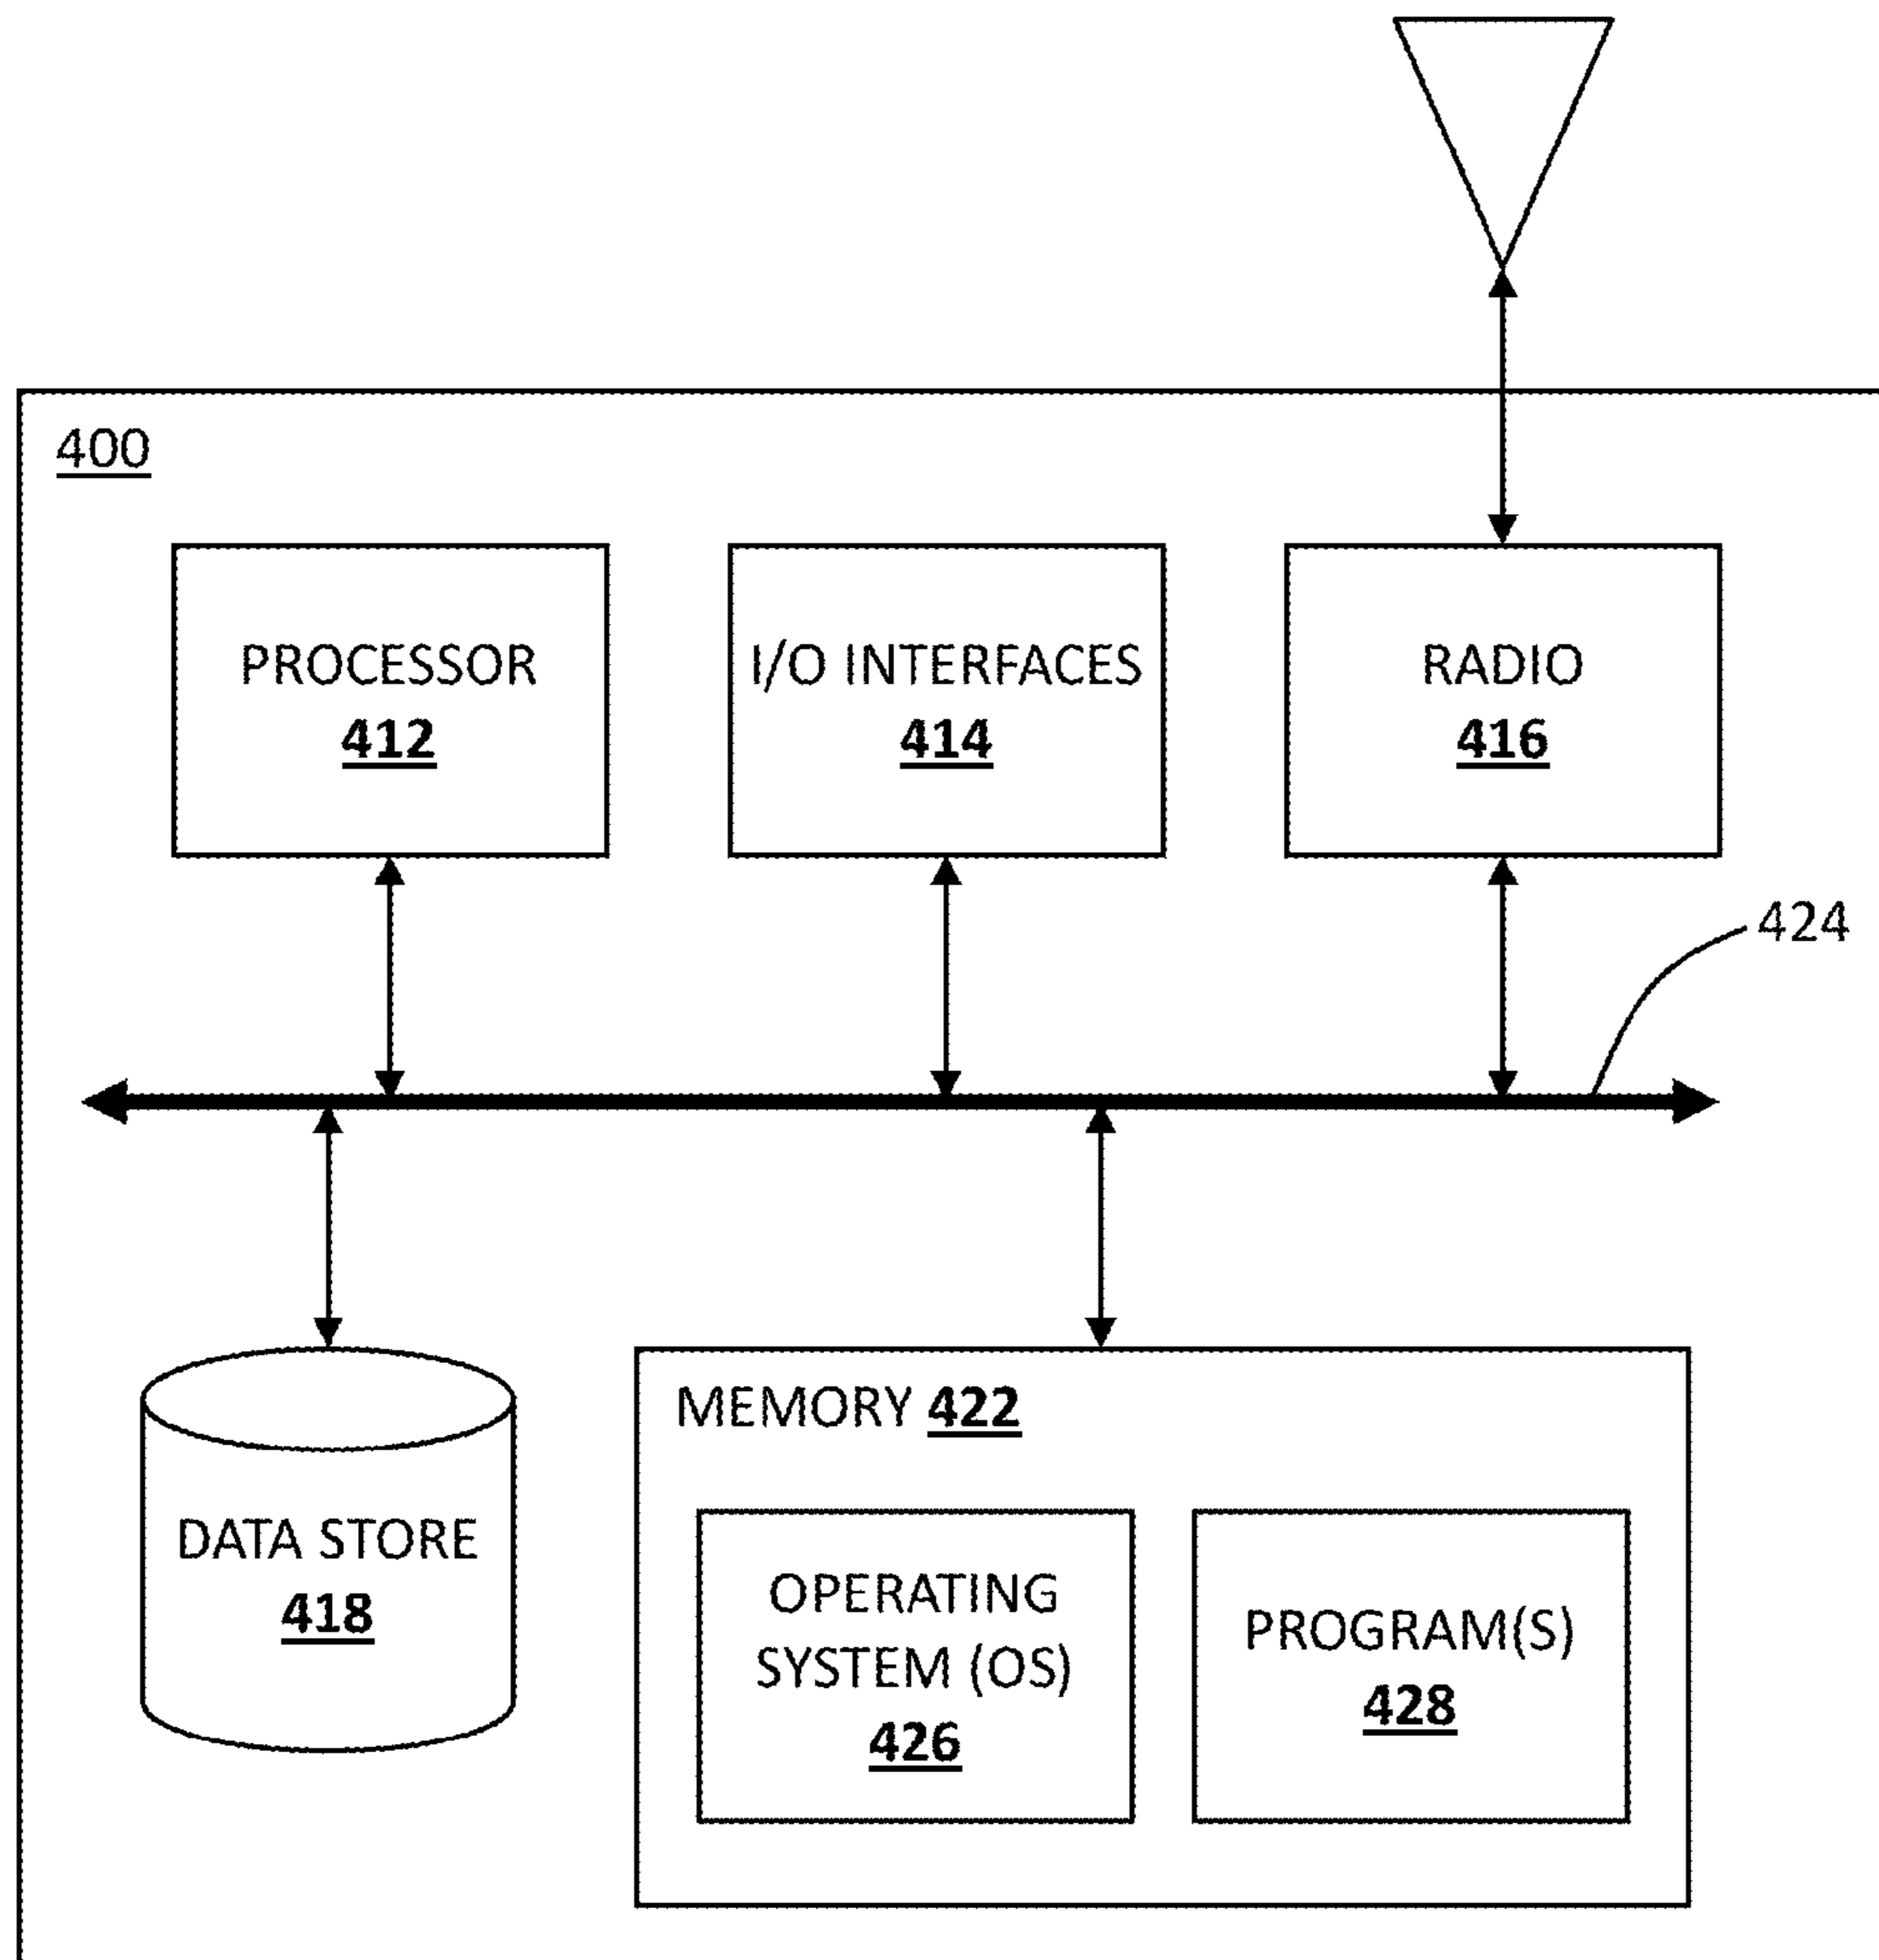 400
PROCESSOR
412
I/O INTERFACES
414
RADIO
416
424
DATA STORE
418
MEMORY 422
OPERATING
SYSTEM (OS)
426
PROGRAM(S)
428